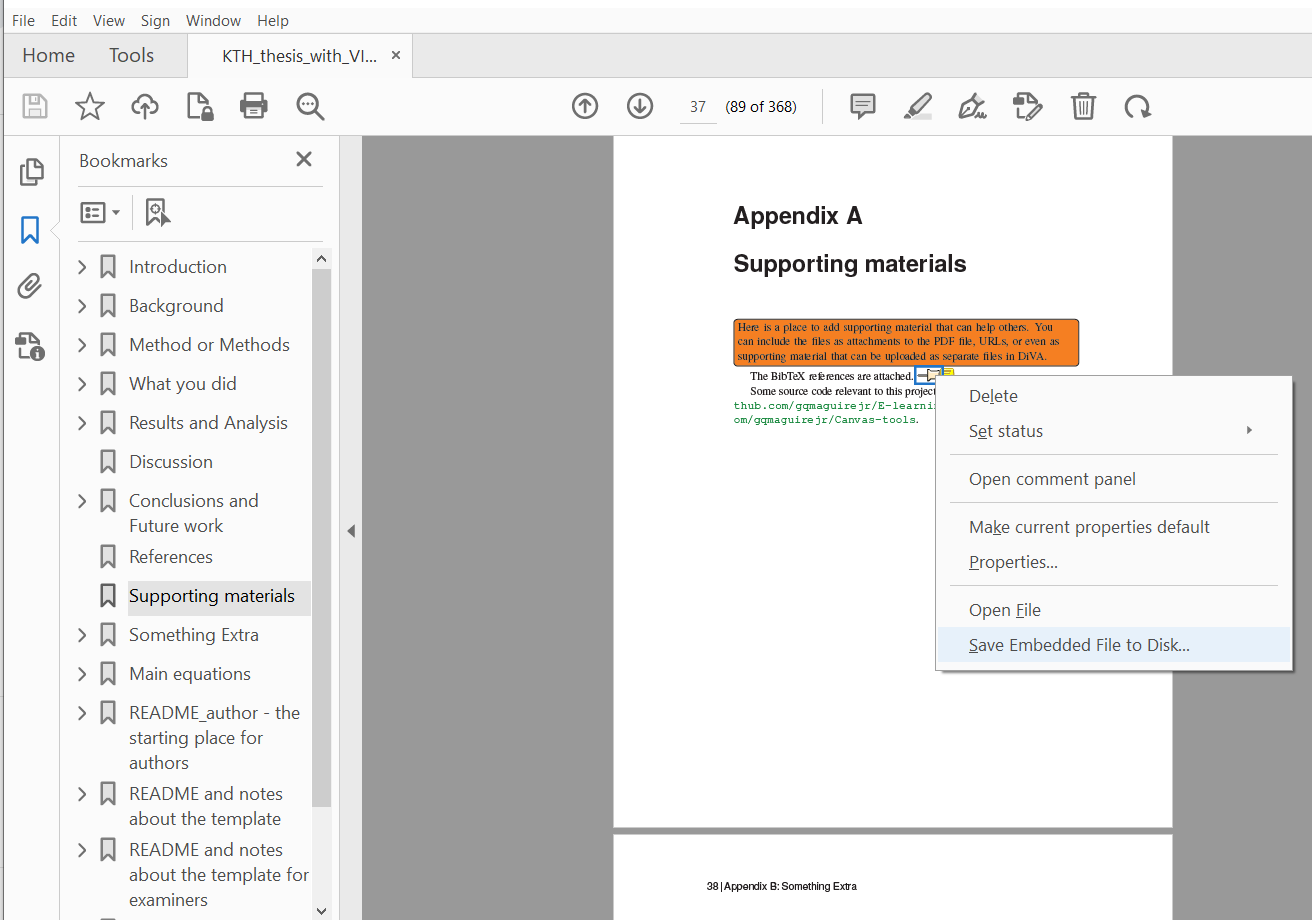 File Edit View Sign Window Help
Home Tools KTH_thesis_with_VI... ×
37 (89 of 368)
Bookmarks
Introduction
Background
Method or Methods
What you did
Results and Analysis
Discussion
Conclusions and
Future work
References
Supporting materials
Something Extra
Main equations
README_author - the
starting place for
authors
README and notes
about the template
README and notes
about the template for
examiners
Appendix A
Supporting materials
Here is a place to add supporting material that can help others. You
can include the files as attachments to the PDF file, URLs, or even as
supporting material that can be uploaded as separate files in DiVA.
The BibTeX references are attached.
Some source code relevant to this project
thub.com/gqmaguirejr/E-learni
om/gqmaguirejr/Canvas-tools.
Delete
Set status
Open comment panel
Make current properties default
Properties...
Open File
Save Embedded File to Disk...
38|Appendix B: Something Extra